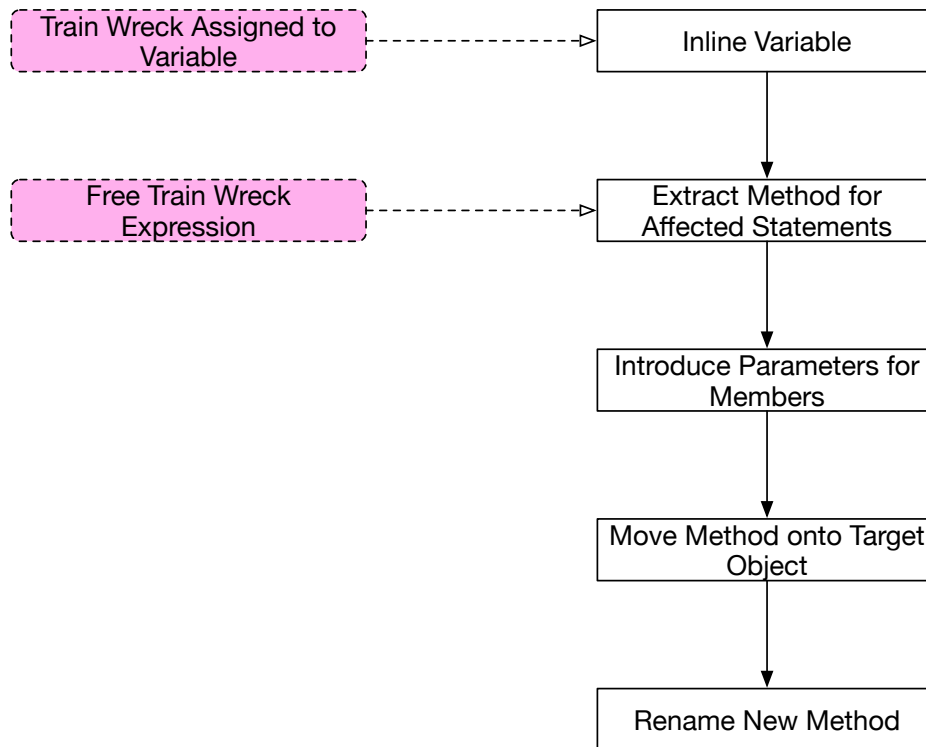 Train Wreck Assigned to
Variable
Inline Variable
Free Train Wreck
Expression
Extract Method for
Affected Statements
Introduce Parameters for
Members
Move Method onto Target
Object
Rename New Method